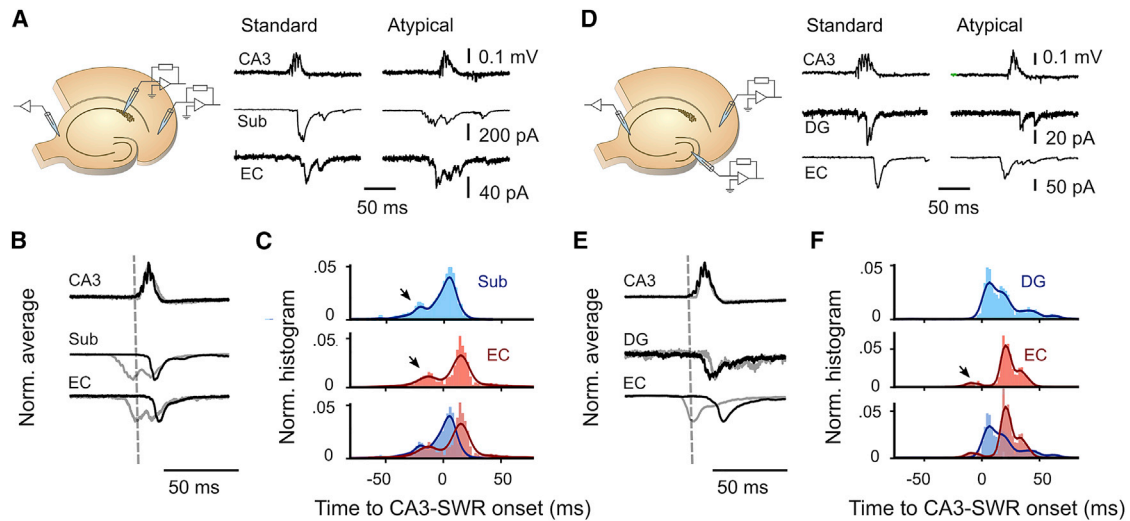 A
Standard
Atypical
CA3
0.1 mV
Sub
200 pA
EC
40 pA
50 ms
D
Standard
Atypical
CA3
0.1 mV
DG
20 pA
EC
50 pA
50 ms
B
Norm. average
CA3
Sub
EC
50 ms
C
Norm. histogram
.05
0
Sub
.05
0
EC
.05
0
-50
0
50
Time to CA3-SWR onset (ms)
E
Norm. average
CA3
DG
EC
50 ms
F
Norm. histogram
.05
0
DG
.05
0
EC
.05
0
-50
0
50
Time to CA3-SWR onset (ms)